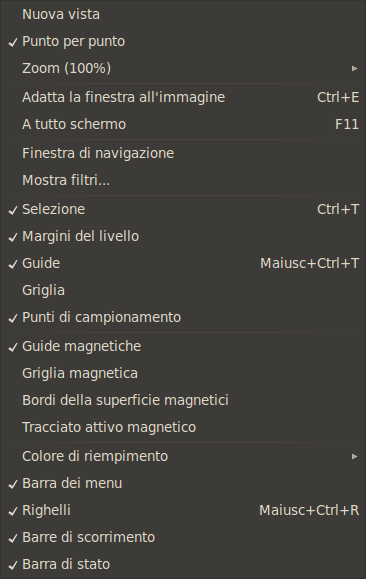 Nuova vista
Punto per punto
Zoom (100%)
Adatta la finestra all'immagine Ctrl+E
A tutto schermo F11
Finestra di navigazione
Mostra filtri...
Selezione Ctrl+T
Margini del livello
Guide Maiusc+Ctrl+T
Griglia
Punti di campionamento
Guide magnetiche
Griglia magnetica
Bordi della superficie magnetici
Tracciato attivo magnetico
Colore di riempimento
Barra dei menu
Righelli Maiusc+Ctrl+R
Barre di scorrimento
Barra di stato